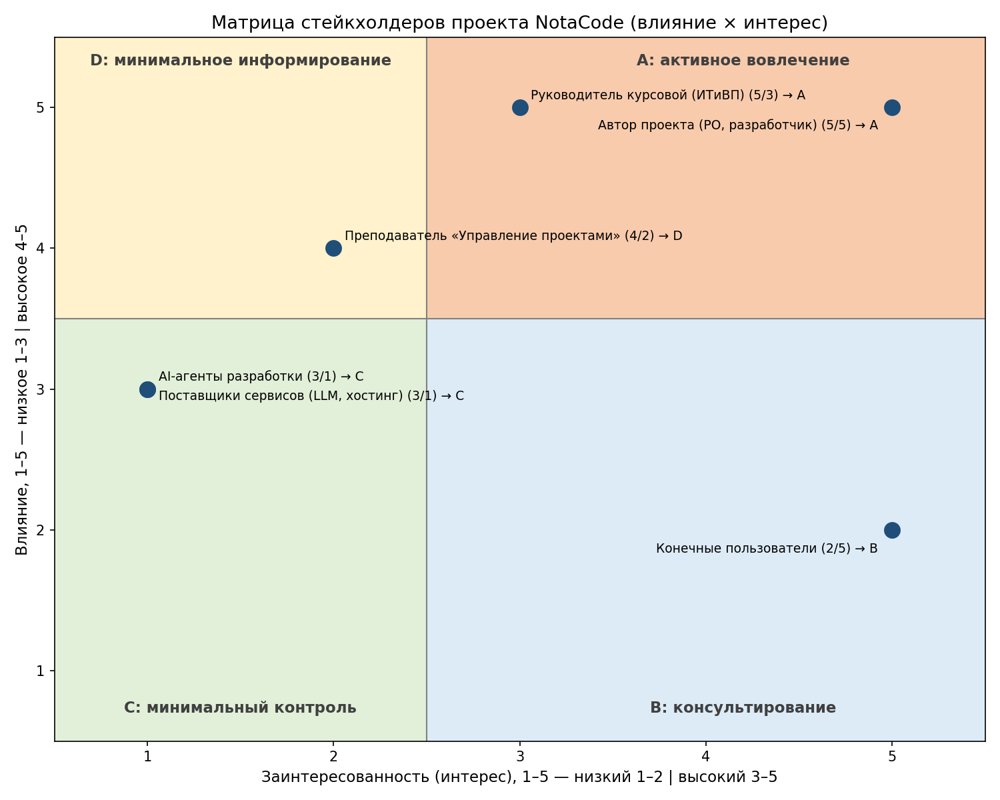 Матрица стейкхолдеров проекта NotaCode (влияние × интерес)
D: минимальное информирование
A: активное вовлечение
Руководитель курсовой (ИТиВП) (5/3) → A
Автор проекта (PO, разработчик) (5/5) → A
Преподаватель «Управление проектами» (4/2) → D
AI-агенты разработки (3/1) → C
Поставщики сервисов (LLM, хостинг) (3/1) → C
Конечные пользователи (2/5) → B
C: минимальный контроль
B: консультирование
Влияние, 1–5 — низкое 1–3 | высокое 4–5
5
4
3
2
1
1
2
3
4
5
Заинтересованность (интерес), 1–5 — низкий 1–2 | высокий 3–5